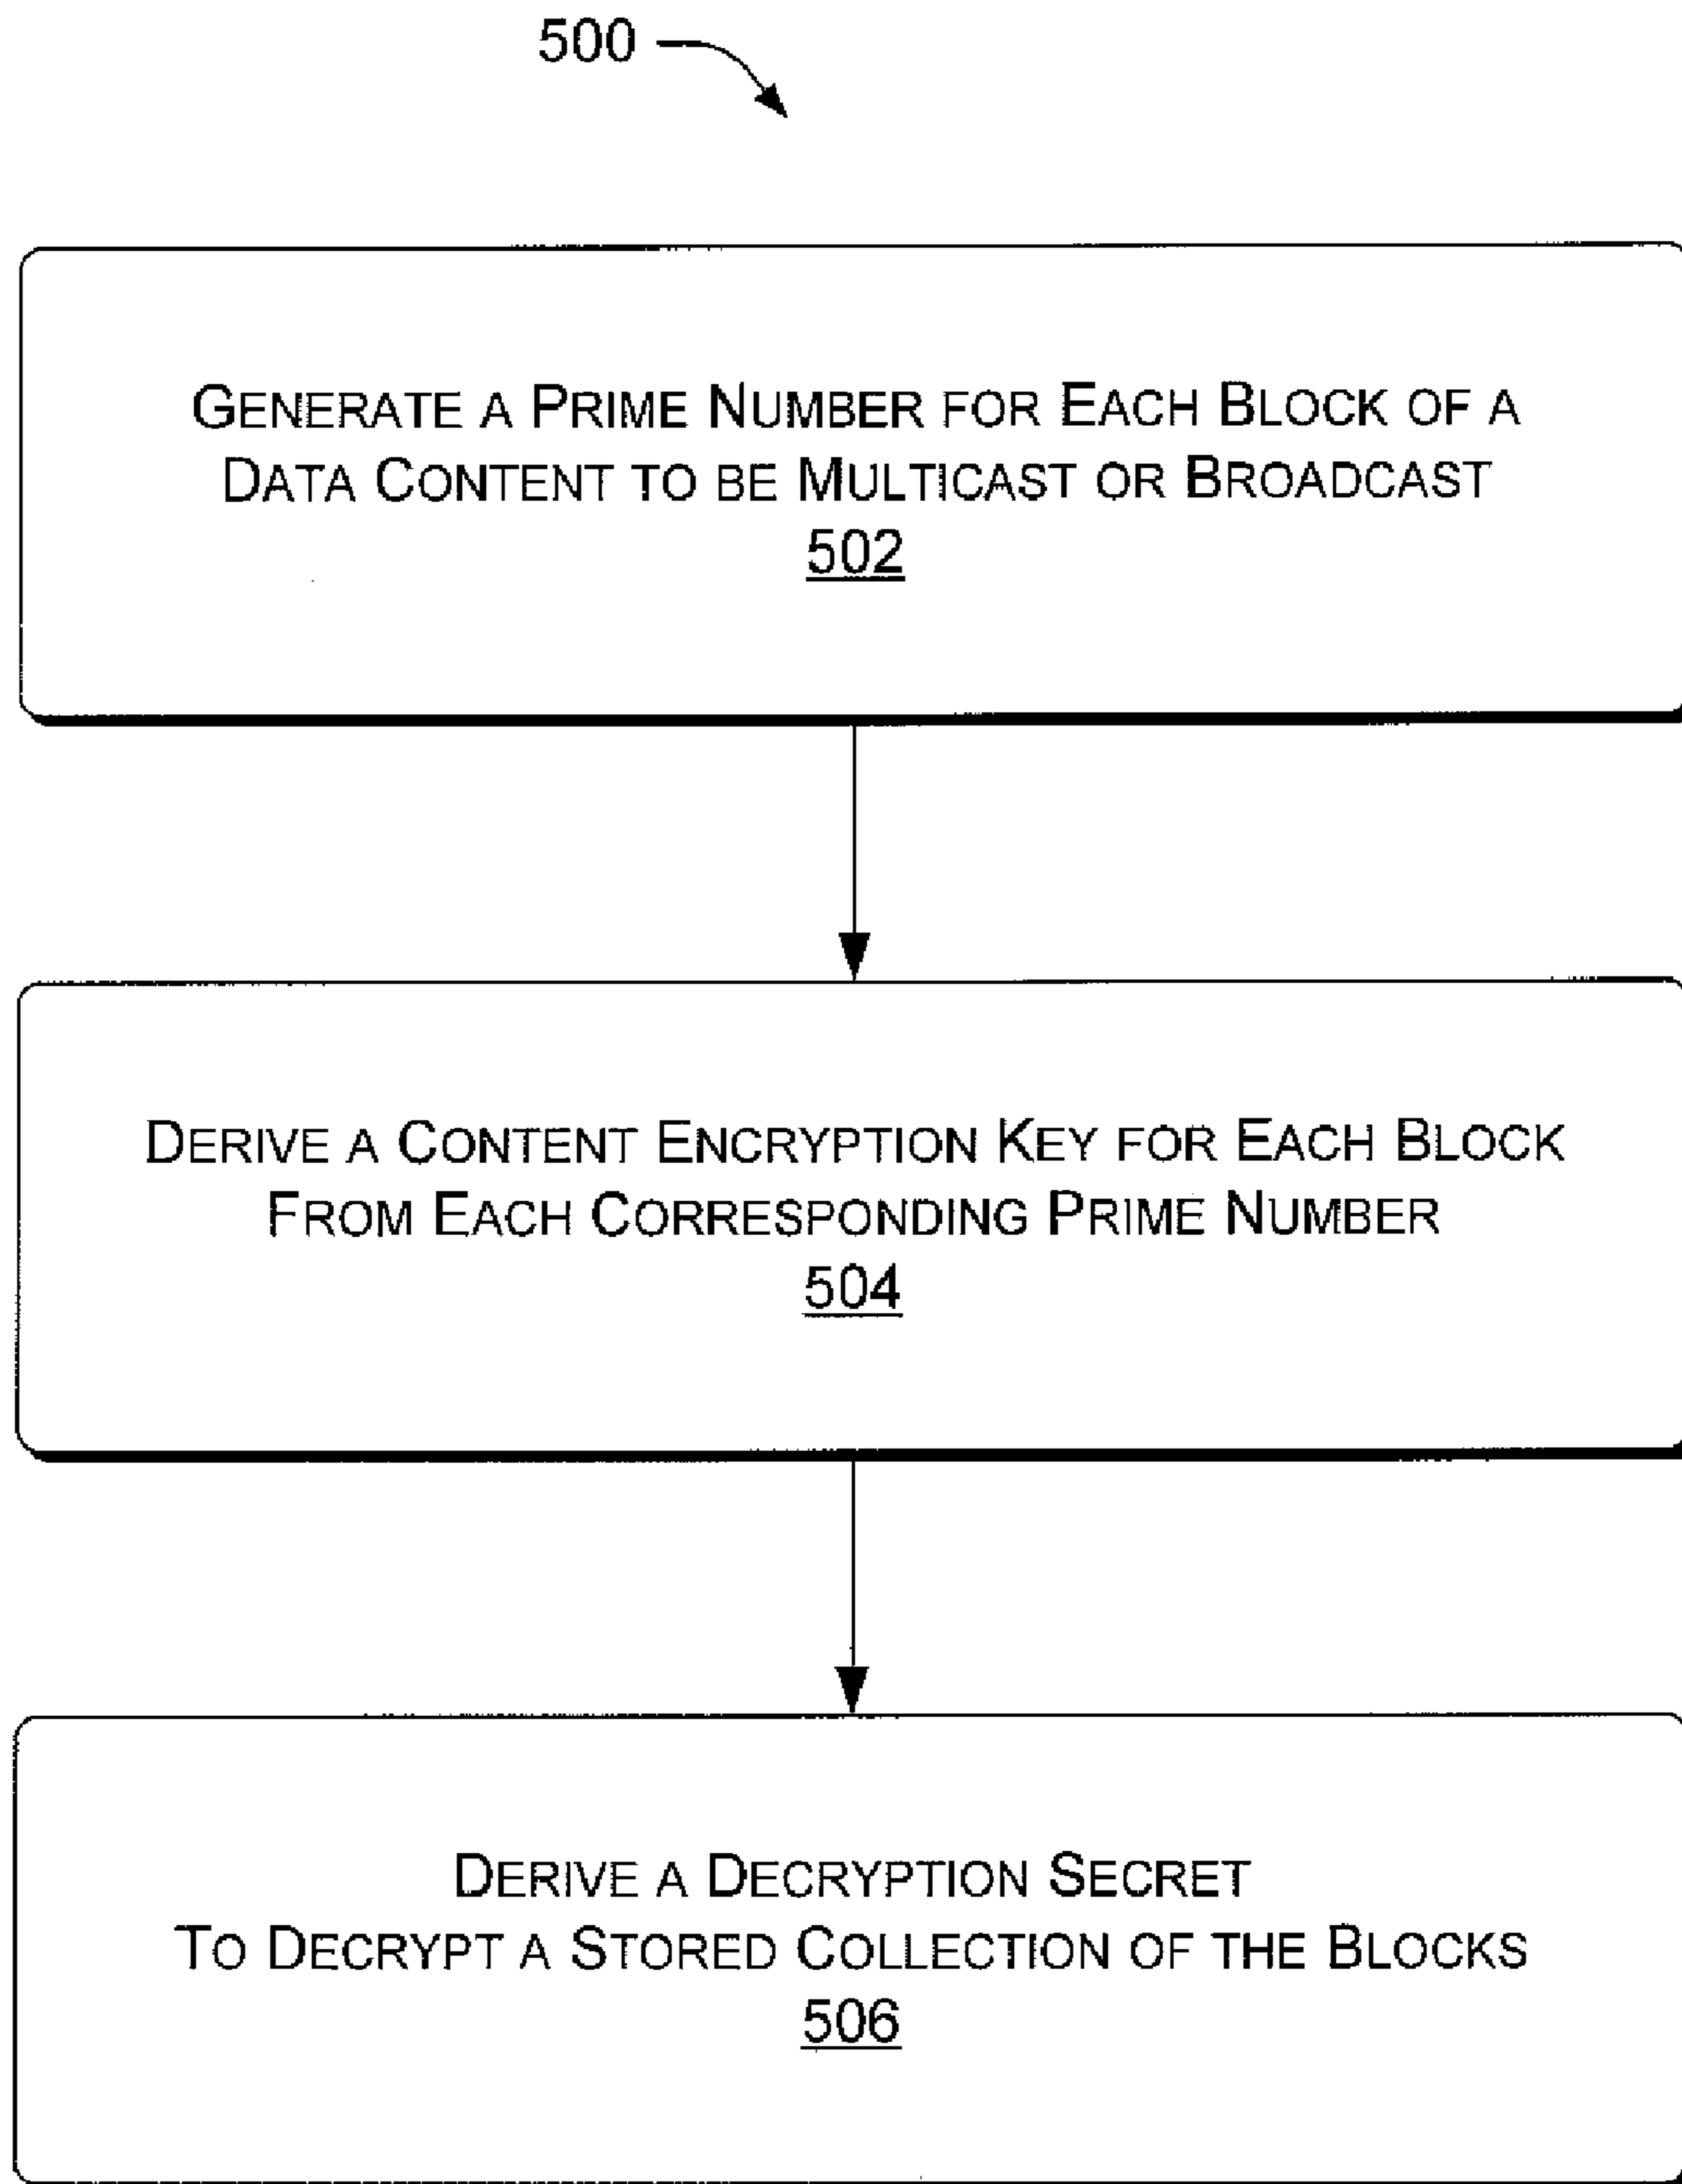 500
GENERATE A PRIME NUMBER FOR EACH BLOCK OF A
DATA CONTENT TO BE MULTICAST OR BROADCAST
502
DERIVE A CONTENT ENCRYPTION KEY FOR EACH BLOCK
FROM EACH CORRESPONDING PRIME NUMBER
504
DERIVE A DECRYPTION SECRET
TO DECRYPT A STORED COLLECTION OF THE BLOCKS
506